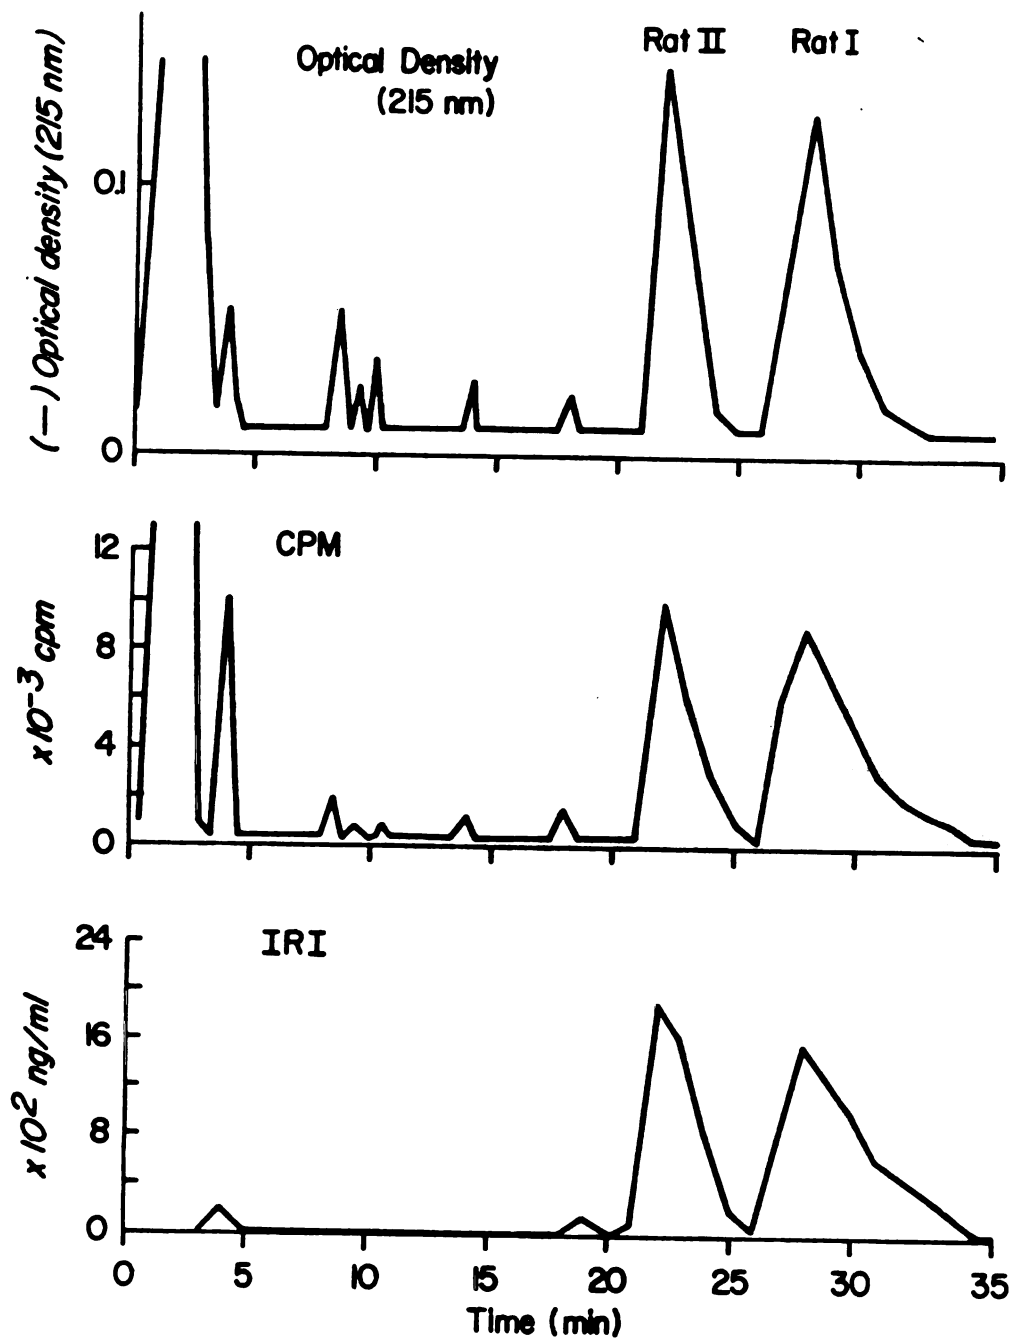 Rat II Rat I
Optical Density
(215 nm)
(—) Optical density (215 nm)
0.1
0
CPM
x10-3 cpm
12
8
4
0
IRI
x10² ng/ml
24
16
8
0
0 5 10 15 20 25 30 35
Time (min)